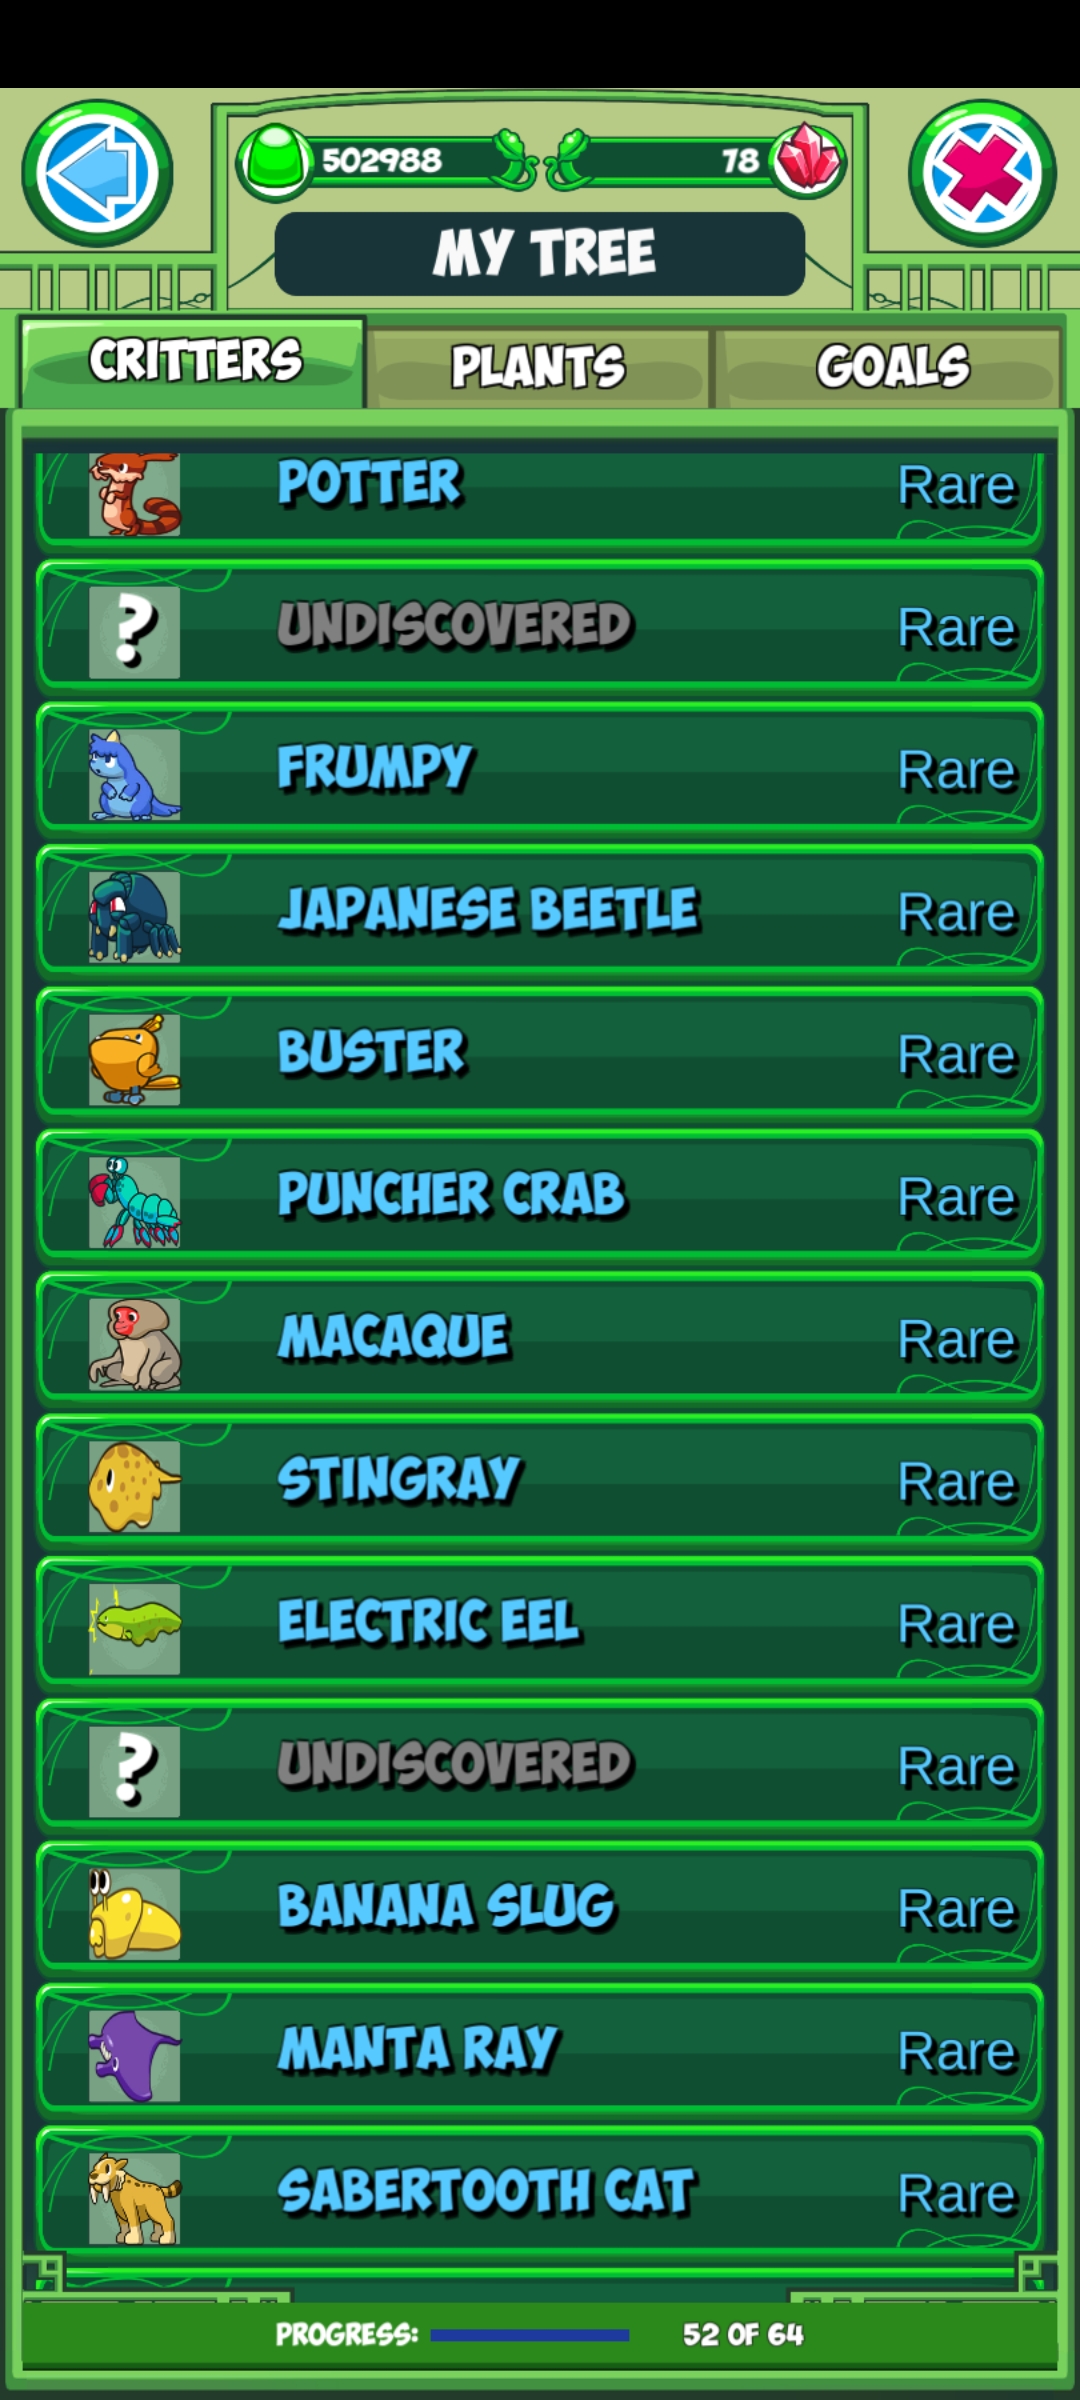 502988
78
MY TREE
CRITTERS
PLANTS
GOALS
POTTER Rare
? UNDISCOVERED Rare
FRUMPY Rare
JAPANESE BEETLE Rare
BUSTER Rare
PUNCHER CRAB Rare
MACAQUE Rare
STINGRAY Rare
ELECTRIC EEL Rare
? UNDISCOVERED Rare
BANANA SLUG Rare
MANTA RAY Rare
SABERTOOTH CAT Rare
PROGRESS: 52 OF 64